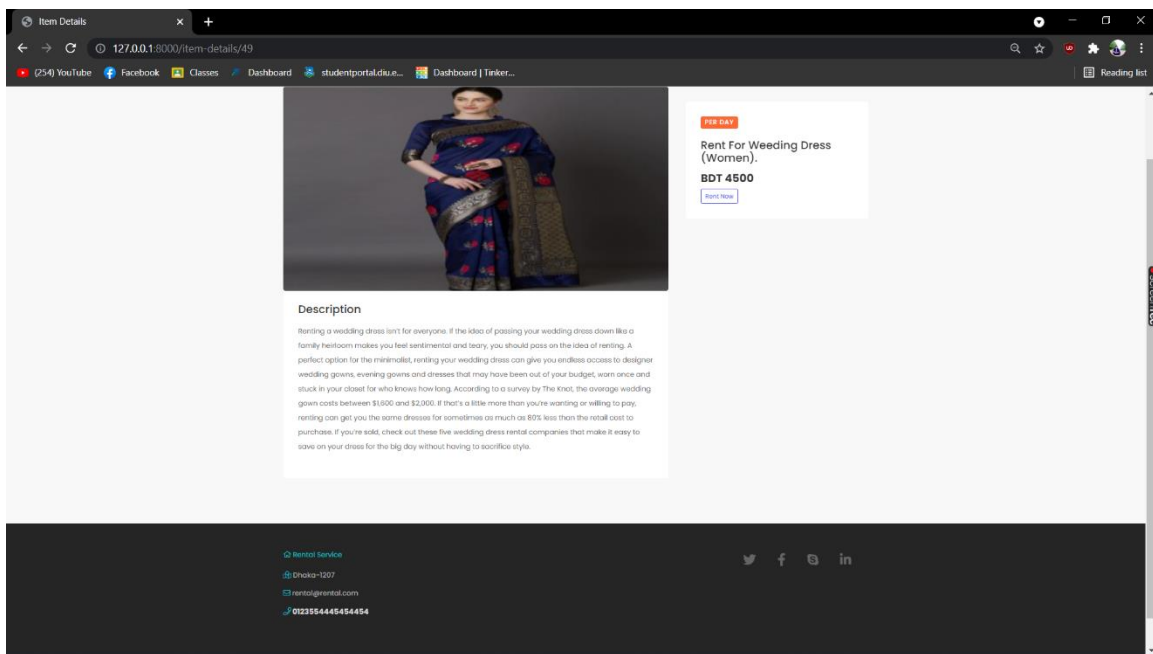 Item Details
127.0.0.1:8000/item-details/49
(254) YouTube Facebook Classes Dashboard studentportal.diu.e... Dashboard | Tinker... Reading list
PER DAY
Rent For Weeding Dress
(Women).
BDT 4500
Rent Now
Description
Renting a wedding dress isn't for everyone. If the idea of passing your wedding dress down like a
family heirloom makes you feel sentimental and teary, you should pass on the idea of renting. A
perfect option for the minimalist, renting your wedding dress can give you endless access to designer
wedding gowns, evening gowns and dresses that may have been out of your budget, worn once and
stuck in your closet for who knows how long. According to a survey by The Knot, the average wedding
gown costs between $1,600 and $2,000. If that's a little more than you're wanting or willing to pay,
renting can get you the same dresses for sometimes as much as 80% less than the retail cost to
purchase. If you're sold, check out these five wedding dress rental companies that make it easy to
save on your dress for the big day without having to sacrifice style.
Rental Service
Dhaka-1207
rental@rental.com
0123554445454454